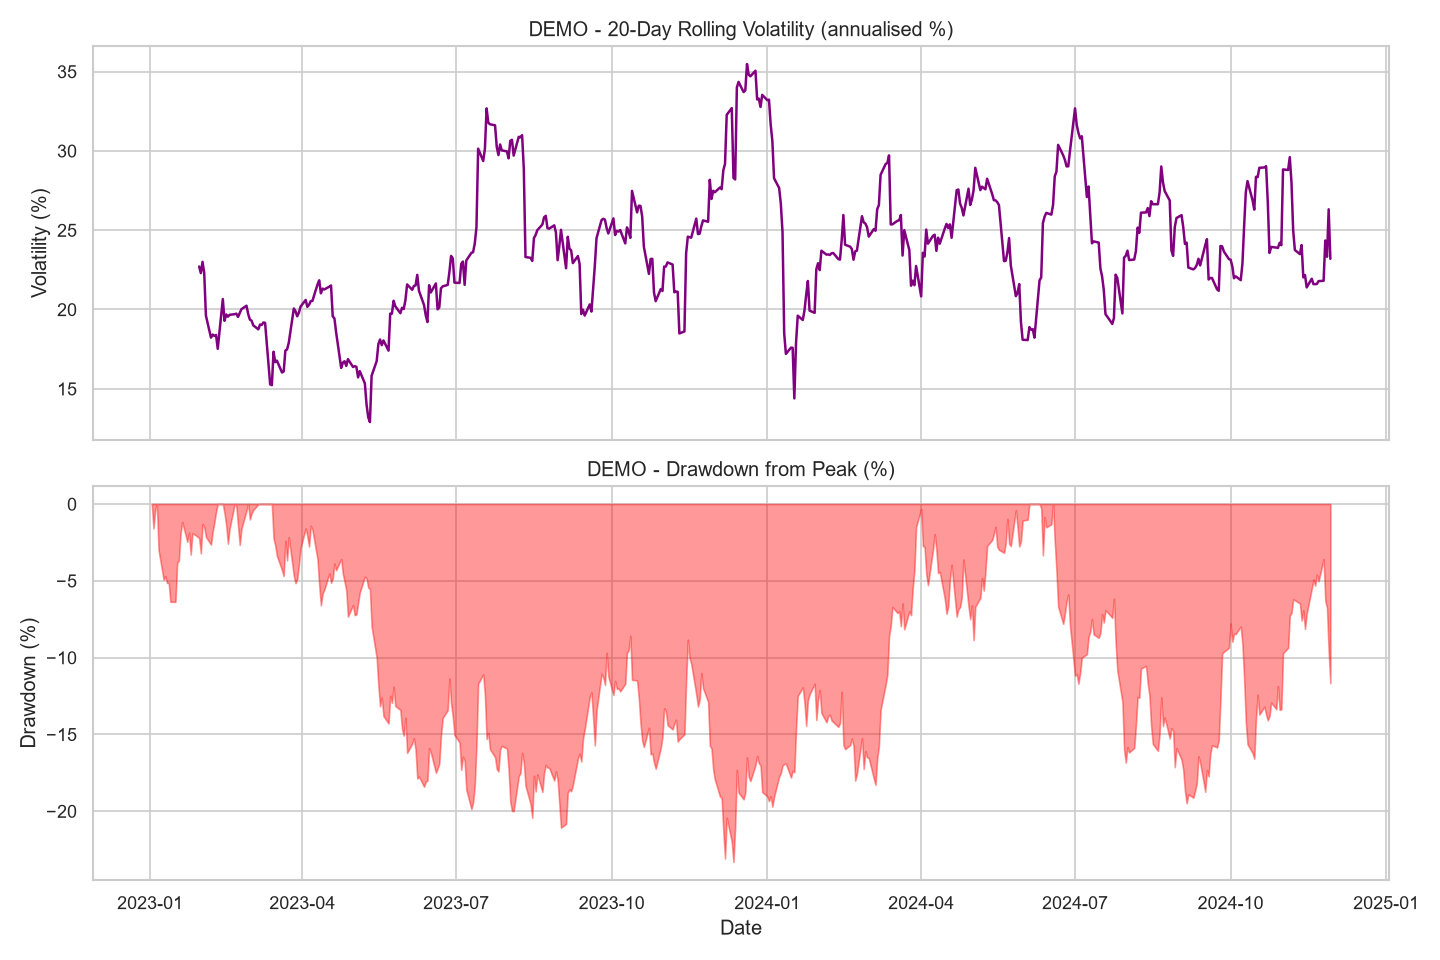 DEMO - 20-Day Rolling Volatility (annualised %)
35
30
25
20
15
Volatility (%)
DEMO - Drawdown from Peak (%)
0
−5
−10
−15
−20
Drawdown (%)
2023-01 2023-04 2023-07 2023-10 2024-01 2024-04 2024-07 2024-10 2025-01
Date